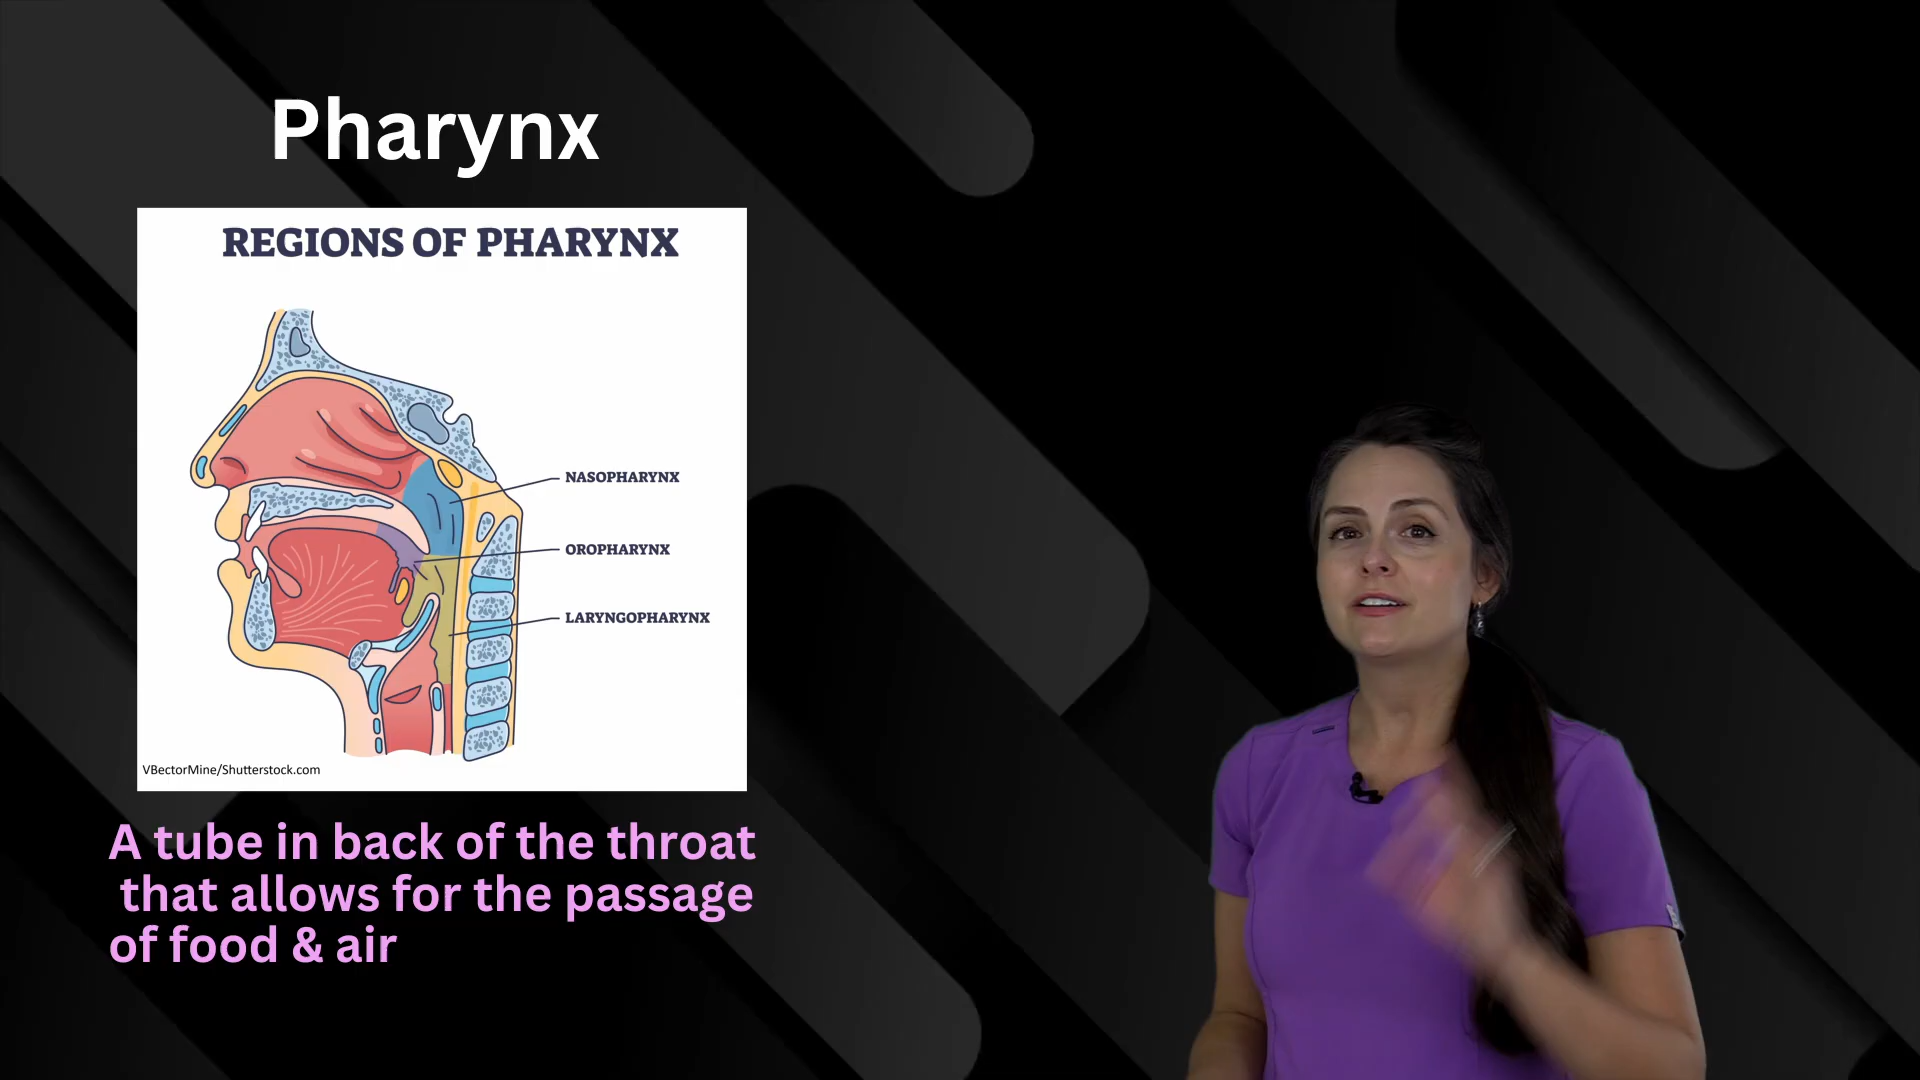 Pharynx
REGIONS OF PHARYNX
NASOPHARYNX
OROPHARYNX
LARYNGOPHARYNX
VBectorMine/Shutterstock.com
A tube in back of the throat
that allows for the passage
of food & air